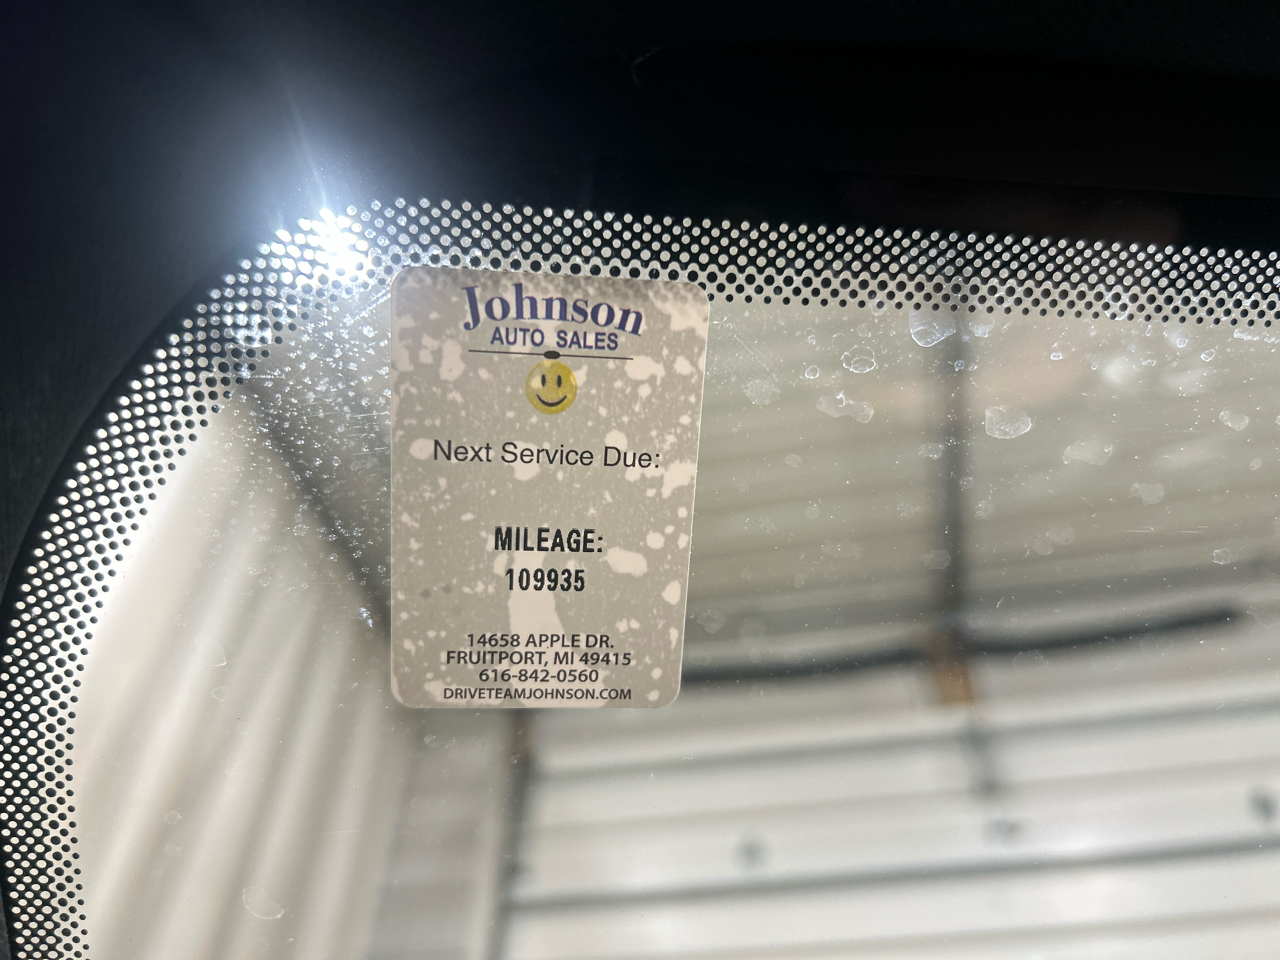 Johnson
AUTO SALES
Next Service Due:
MILEAGE:
109935
14658 APPLE DR.
FRUITPORT, MI 49415
616-842-0560
DRIVETEAMJOHNSON.COM